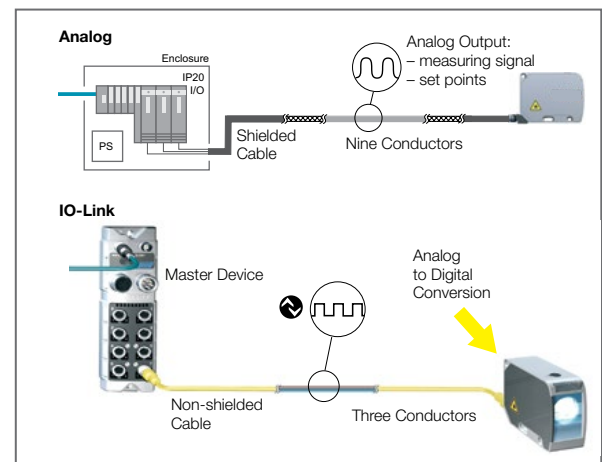 Analog
Enclosure
IP20
I/O
PS
Shielded
Cable
Nine Conductors
Analog Output:
– measuring signal
– set points
IO-Link
Master Device
Non-shielded
Cable
Three Conductors
Analog
to Digital
Conversion